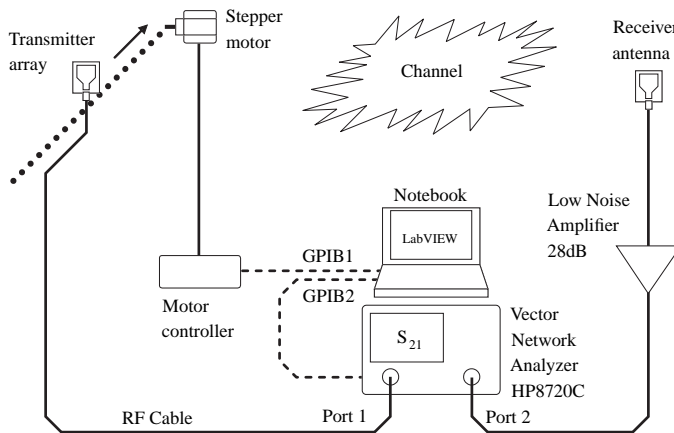 Transmitter
array
Stepper
motor
Channel
Receiver
antenna
Notebook
LabVIEW
Low Noise
Amplifier
28dB
GPIB1
GPIB2
Motor
controller
S21
Vector
Network
Analyzer
HP8720C
RF Cable
Port 1
Port 2